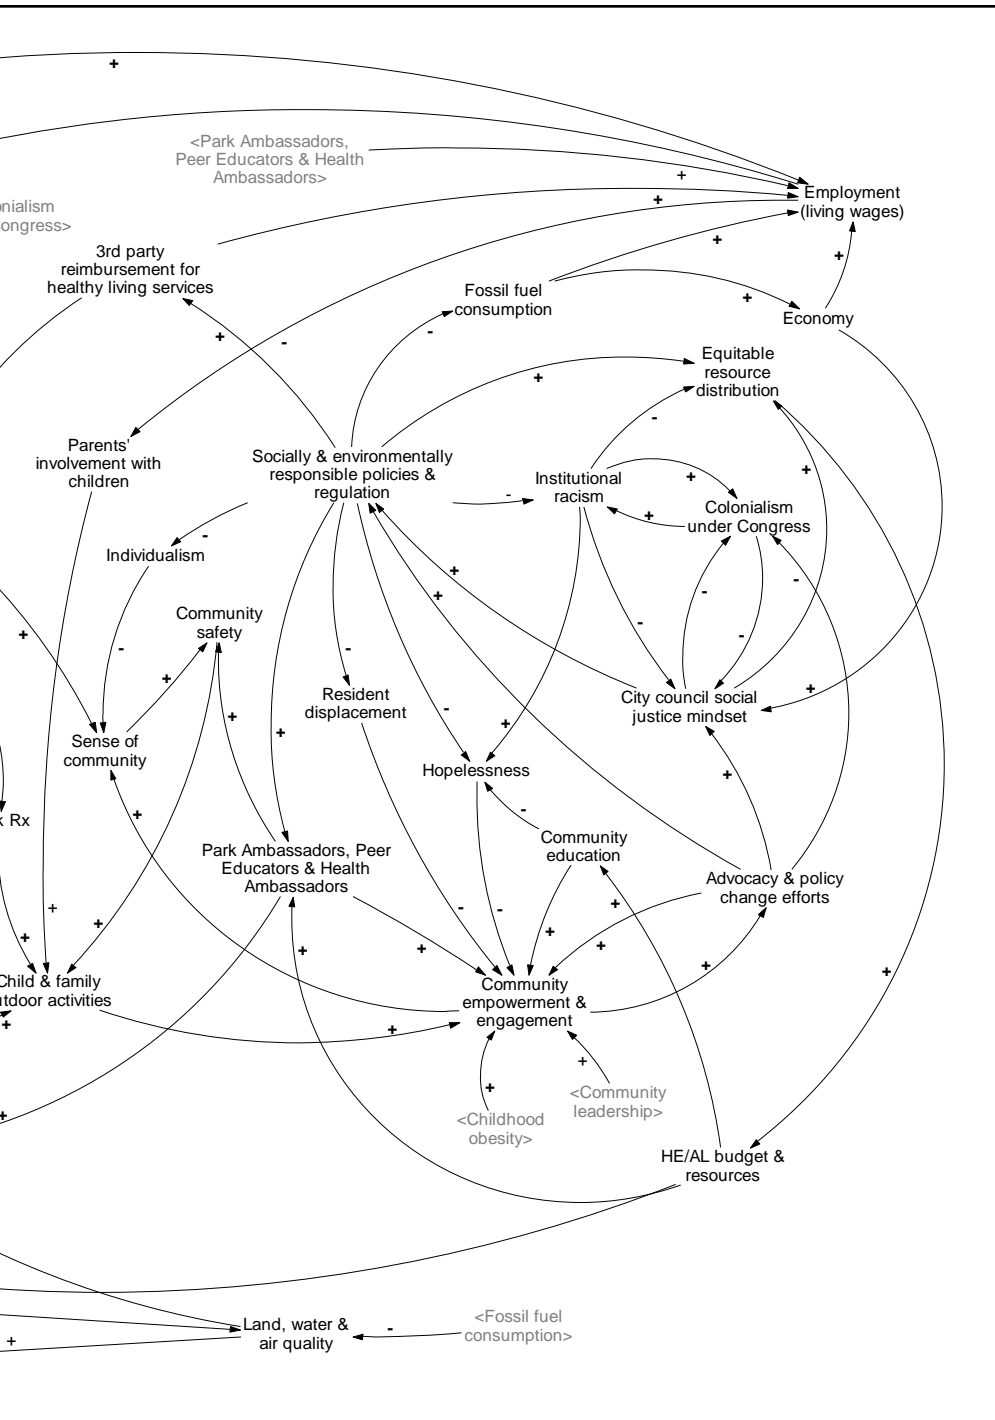 +
<Park Ambassadors,
Peer Educators & Health
Ambassadors>
+
Employment
(living wages)
+
onialism
ongress>
3rd party
reimbursement for
healthy living services
+
+
Fossil fuel
consumption
+
Economy
+
-
-
Equitable
resource
distribution
+
-
Parents'
involvement with
children
Socially & environmentally
responsible policies &
regulation
Institutional
racism
+
+
-
Colonialism
under Congress
+
-
Individualism
+
-
-
+
Community
safety
+
-
-
-
-
+
+
Resident
displacement
City council social
justice mindset
+
-
+
+
+
Sense of
community
Hopelessness
+
+
-
k Rx
Park Ambassadors, Peer
Educators & Health
Ambassadors
Community
education
Advocacy & policy
change efforts
+
+
+
-
-
+
+
+
+
+
+
+
Child & family
utdoor activities
Community
empowerment &
engagement
+
+
+
+
<Childhood
obesity>
<Community
leadership>
+
HE/AL budget &
resources
Land, water &
air quality
-
<Fossil fuel
consumption>
+